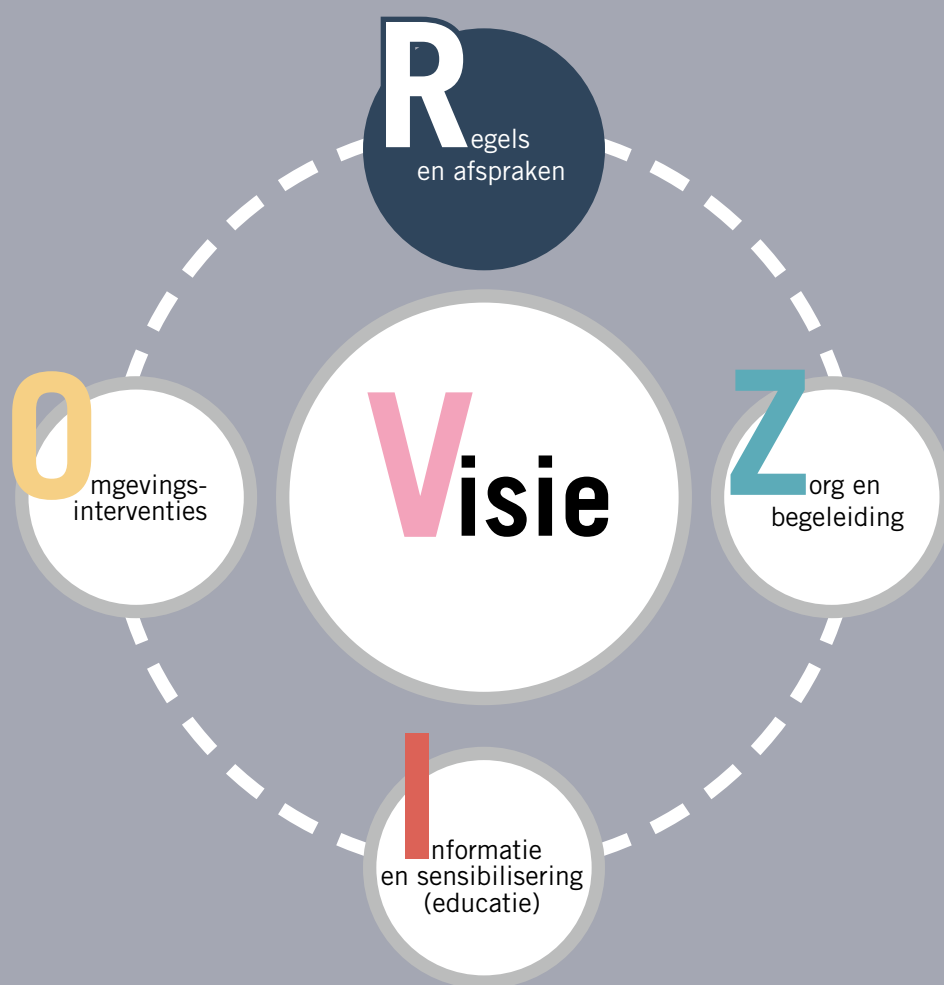 Regels
en afspraken
Omgevings-
interventies
Visie
Zorg en
begeleiding
Informatie
en sensibilisering
(educatie)